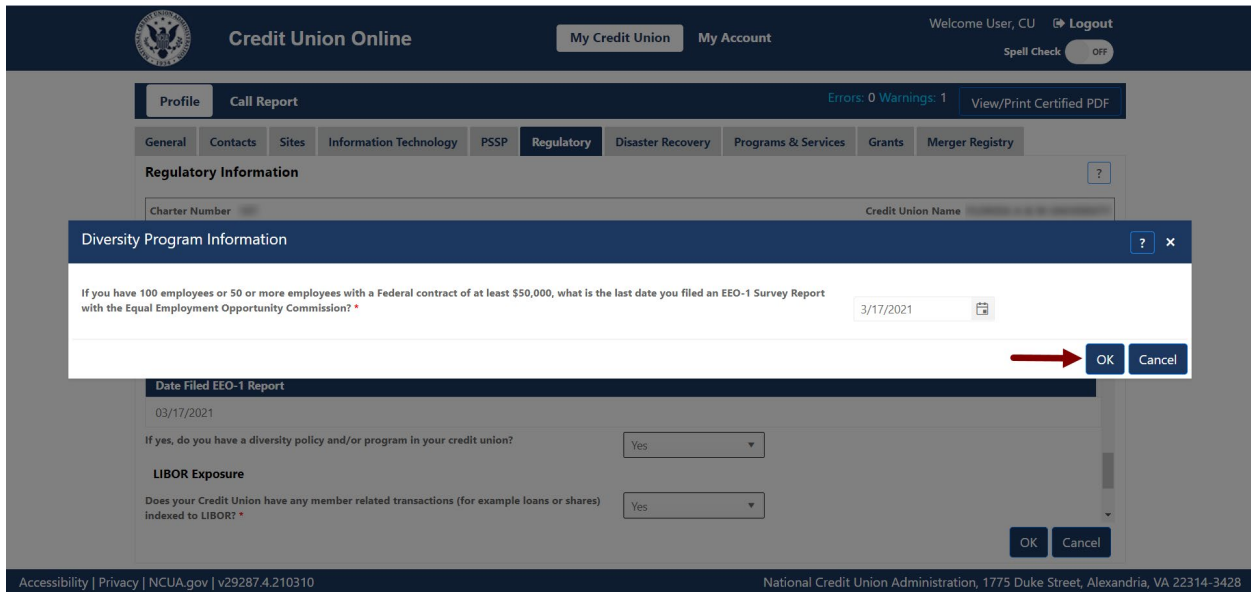 Credit Union Online
My Credit Union
My Account
Welcome User, CU
Logout
Spell Check
OFF
Profile
Call Report
Errors: 0 Warnings: 1
View/Print Certified PDF
General
Contacts
Sites
Information Technology
PSSP
Regulatory
Disaster Recovery
Programs & Services
Grants
Merger Registry
Regulatory Information
?
Charter Number
Credit Union Name
Diversity Program Information
?
×
If you have 100 employees or 50 or more employees with a Federal contract of at least $50,000, what is the last date you filed an EEO-1 Survey Report
with the Equal Employment Opportunity Commission? *
3/17/2021
OK
Cancel
Date Filed EEO-1 Report
03/17/2021
If yes, do you have a diversity policy and/or program in your credit union?
Yes
LIBOR Exposure
Does your Credit Union have any member related transactions (for example loans or shares)
indexed to LIBOR? *
Yes
OK
Cancel
Accessibility | Privacy | NCUA.gov | v29287.4.210310
National Credit Union Administration, 1775 Duke Street, Alexandria, VA 22314-3428